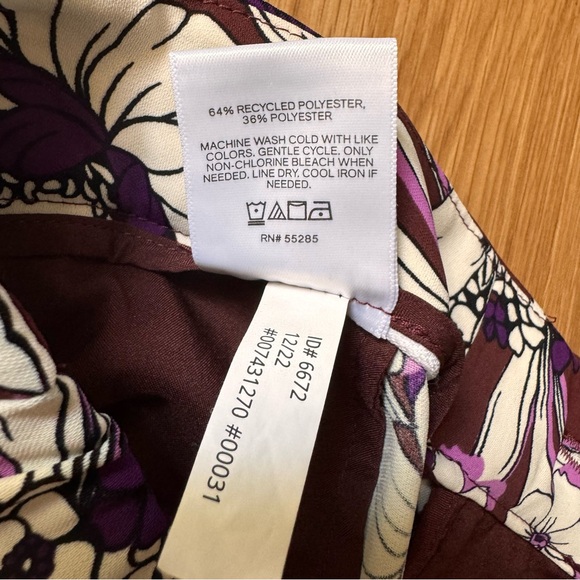 64% RECYCLED POLYESTER,
36% POLYESTER
MACHINE WASH COLD WITH LIKE
COLORS. GENTLE CYCLE. ONLY
NON-CHLORINE BLEACH WHEN
NEEDED. LINE DRY. COOL IRON IF
NEEDED.
RN# 55285
ID# 6672
12/22
#007431270 #00031